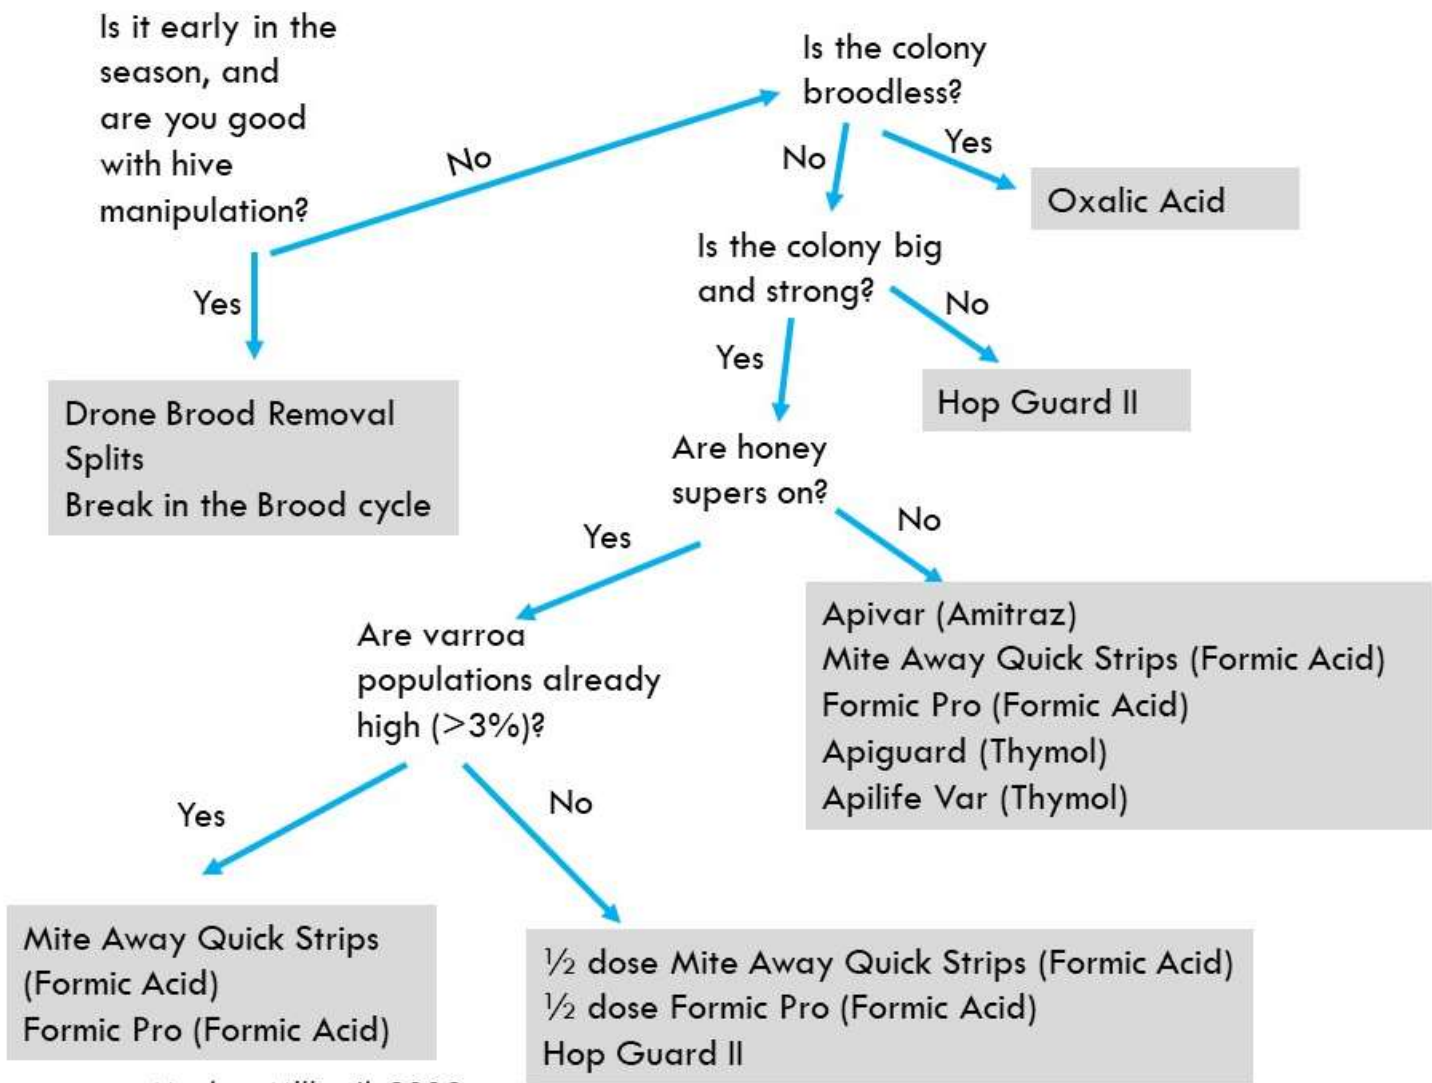 Is it early in the
season, and
are you good
with hive
manipulation?
No
Yes
Drone Brood Removal
Splits
Break in the Brood cycle
Is the colony
broodless?
Yes
Oxalic Acid
No
Is the colony big
and strong?
No
Hop Guard II
Yes
Are honey
supers on?
No
Apivar (Amitraz)
Mite Away Quick Strips (Formic Acid)
Formic Pro (Formic Acid)
Apiguard (Thymol)
Apilife Var (Thymol)
Yes
Are varroa
populations already
high (>3%)?
Yes
Mite Away Quick Strips
(Formic Acid)
Formic Pro (Formic Acid)
No
½ dose Mite Away Quick Strips (Formic Acid)
½ dose Formic Pro (Formic Acid)
Hop Guard II